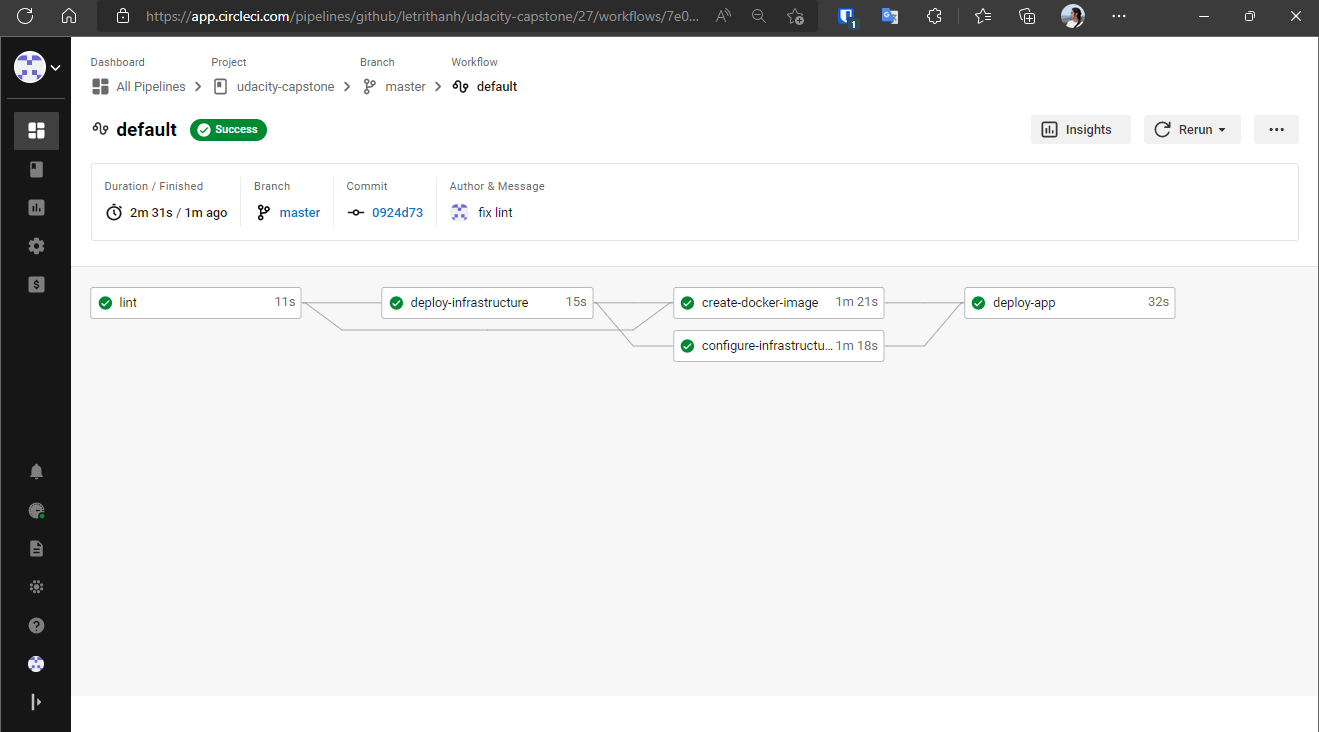 https://app.circleci.com/pipelines/github/letrithanh/udacity-capstone/27/workflows/7e0...
1
Dashboard
Project
Branch
Workflow
All Pipelines
udacity-capstone
master
default
default
Success
Insights
Rerun
Duration / Finished
Branch
Commit
Author & Message
2m 31s / 1m ago
master
0924d73
fix lint
lint 11s
deploy-infrastructure 15s
create-docker-image 1m 21s
deploy-app 32s
configure-infrastructu... 1m 18s